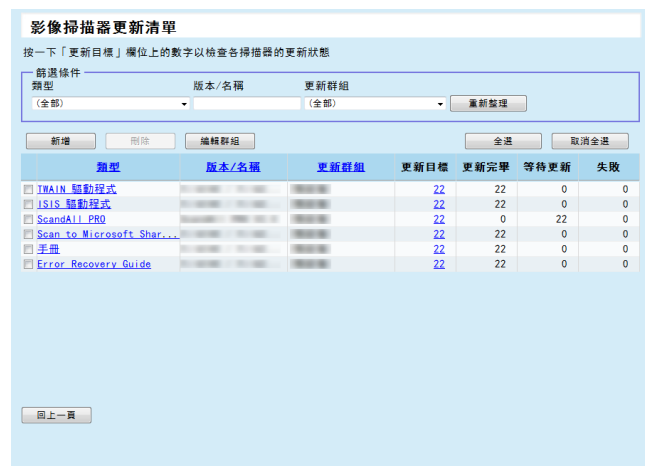 影像掃描器更新清單
按一下「更新目標」欄位上的數字以檢查各掃描器的更新狀態
篩選條件
類型 版本/名稱 更新群組
(全部) (全部) 重新整理
新增 刪除 編輯群組 全選 取消全選
類型 版本/名稱 更新群組 更新目標 更新完畢 等待更新 失敗
TWAIN 驅動程式 22 22 0 0
ISIS 驅動程式 22 22 0 0
ScandAll PRO 22 0 22 0
Scan to Microsoft Shar... 22 22 0 0
手冊 22 22 0 0
Error Recovery Guide 22 22 0 0
回上一頁